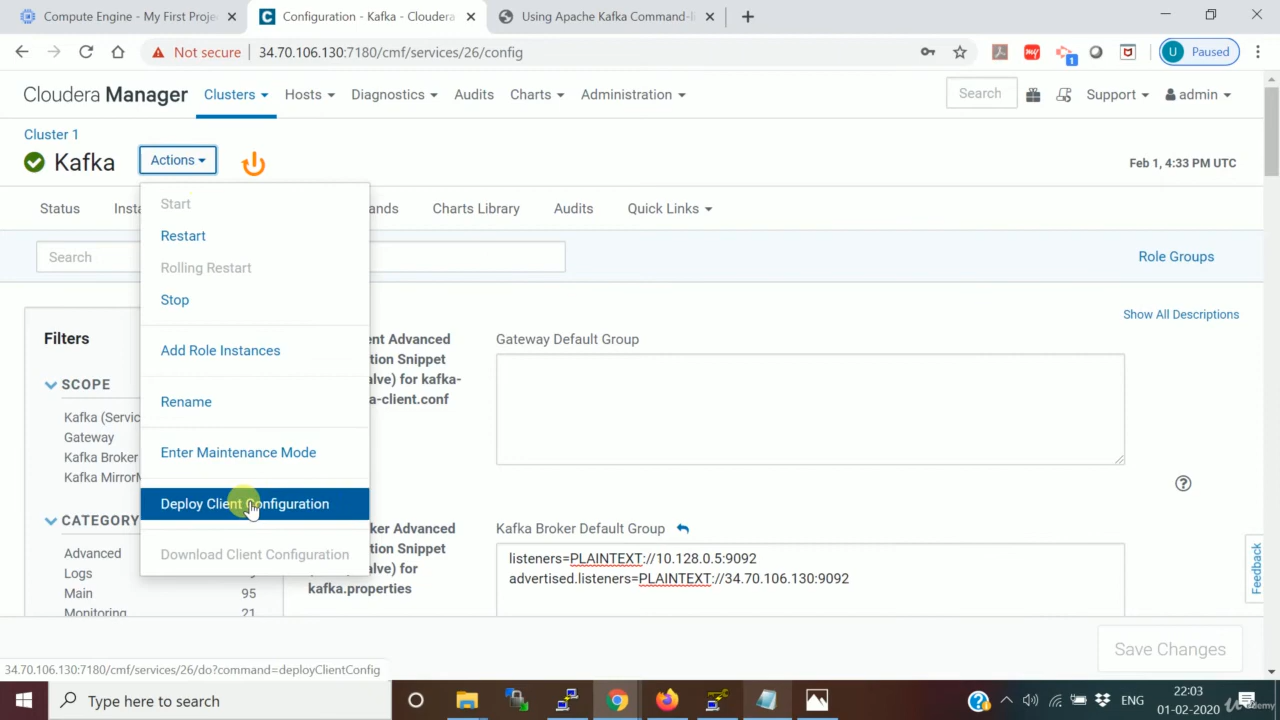 Compute Engine - My First Proje
Configuration - Kafka - Cloudera
Using Apache Kafka Command-li
Not secure
34.70.106.130:7180/cmf/services/26/config
1
U Paused
Cloudera Manager
Clusters
Hosts
Diagnostics
Audits
Charts
Administration
Search
Support
admin
Cluster 1
Kafka
Actions
Feb 1, 4:33 PM UTC
Status
Insta
ands
Charts Library
Audits
Quick Links
Start
Restart
Rolling Restart
Stop
Add Role Instances
Rename
Enter Maintenance Mode
Deploy Client Configuration
Download Client Configuration
Search
Role Groups
Show All Descriptions
Filters
SCOPE
Kafka (Servic
Gateway
Kafka Broker
Kafka MirrorM
CATEGORY
Advanced
Logs
Main
95
Monitoring
21
ent Advanced
tion Snippet
alve) for kafka-
a-client.conf
Gateway Default Group
ker Advanced
tion Snippet
alve) for
kafka.properties
Kafka Broker Default Group
listeners=PLAINTEXT://10.128.0.5:9092
advertised.listeners=PLAINTEXT://34.70.106.130:9092
Feedback
Save Changes
34.70.106.130:7180/cmf/services/26/do?command=deployClientConfig
Type here to search
ENG
22:03
01-02-2020
Udemy